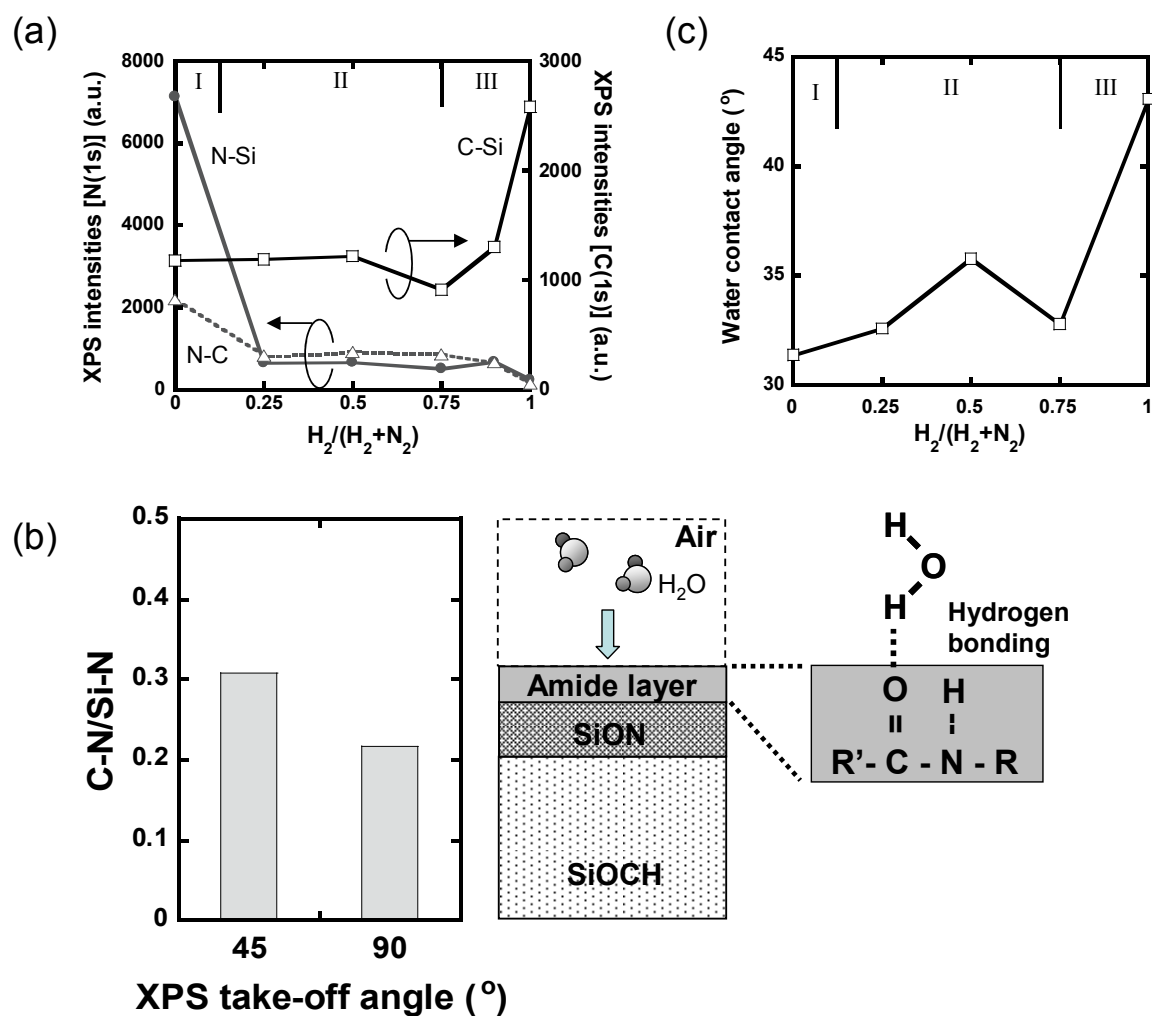 (a)
XPS intensities [N(1s)] (a.u.)
8000
7000
6000
5000
4000
3000
2000
1000
0
I
II
III
N-Si
C-Si
N-C
3000
2000
1000
0
XPS intensities [C(1s)] (a.u.)
0
0.25
0.5
0.75
1
H2/(H2+N2)
(c)
Water contact angle (o)
45
40
35
30
I
II
III
0
0.25
0.5
0.75
1
H2/(H2+N2)
(b)
C-N/Si-N
0.5
0.4
0.3
0.2
0.1
0
45
90
XPS take-off angle (o)
Air
H2O
Amide layer
SiON
SiOCH
H
O
H
Hydrogen
bonding
O H
R'- C - N - R